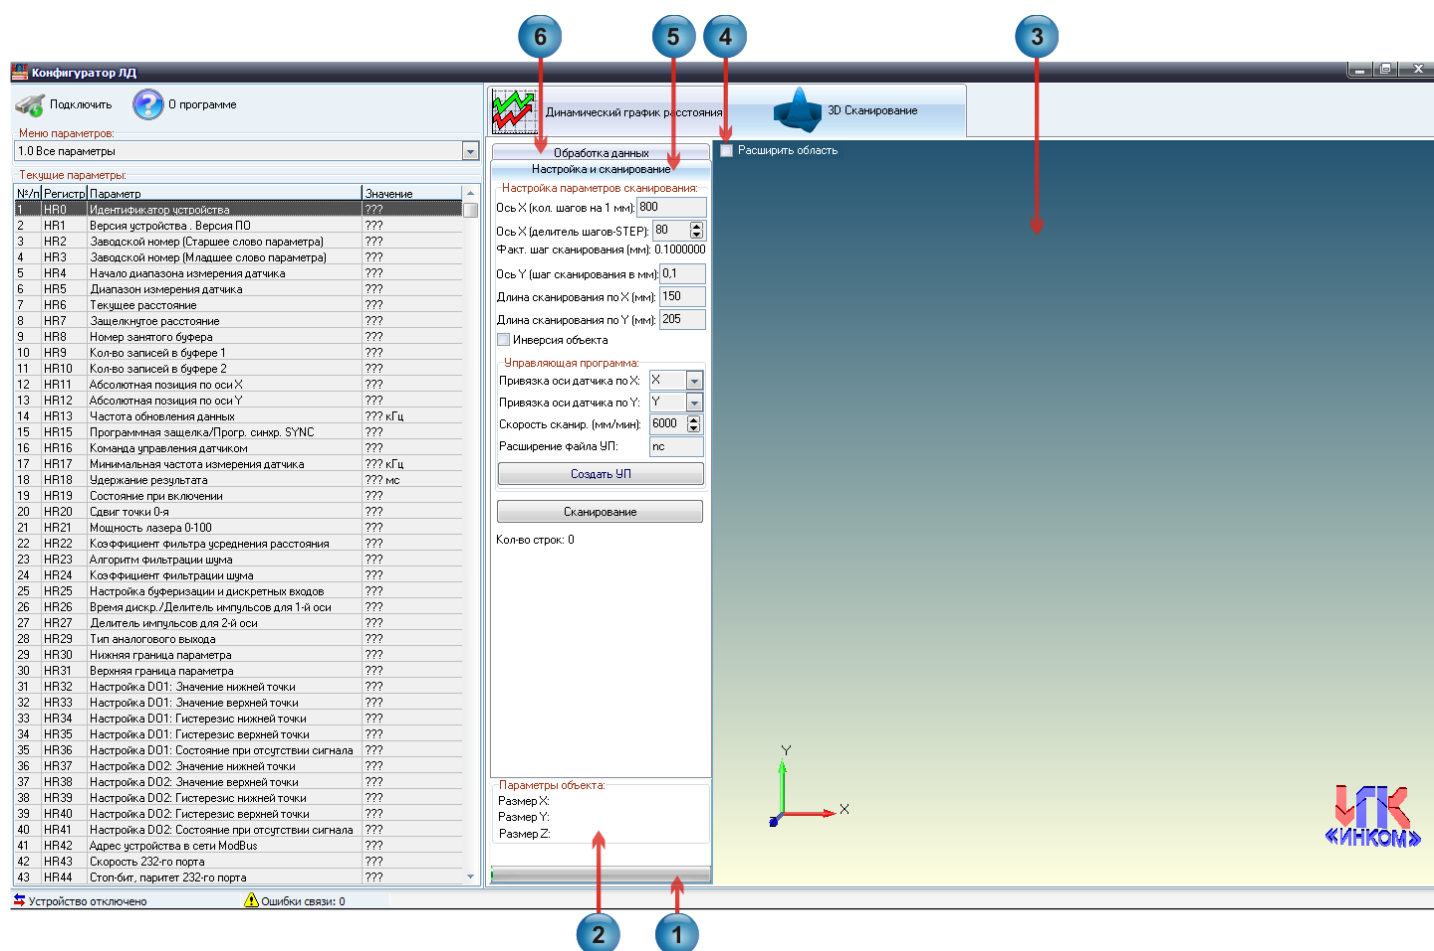 6
5
4
3
Конфигуратор ЛД
Подключить
О программе
Динамический график расстояния
3D Сканирование
Меню параметров:
1.0 Все параметры
Текущие параметры:
№/п Регистр Параметр Значение
1 HR0 Идентификатор устройства ???
2 HR1 Версия устройства . Версия ПО ???
3 HR2 Заводской номер (Старшее слово параметра) ???
4 HR3 Заводской номер (Младшее слово параметра) ???
5 HR4 Начало диапазона измерения датчика ???
6 HR5 Диапазон измерения датчика ???
7 HR6 Текущее расстояние ???
8 HR7 Защелкнутое расстояние ???
9 HR8 Номер занятого буфера ???
10 HR9 Кол-во записей в буфере 1 ???
11 HR10 Кол-во записей в буфере 2 ???
12 HR11 Абсолютная позиция по оси X ???
13 HR12 Абсолютная позиция по оси Y ???
14 HR13 Частота обновления данных ??? кГц
15 HR15 Программная защелка/Прогр. синхр. SYNC ???
16 HR16 Команда управления датчиком ???
17 HR17 Минимальная частота измерения датчика ??? кГц
18 HR18 Удержание результата ??? мс
19 HR19 Состояние при включении ???
20 HR20 Сдвиг точки 0-я ???
21 HR21 Мощность лазера 0-100 ???
22 HR22 Коэффициент фильтра усреднения расстояния ???
23 HR23 Алгоритм фильтрации шума ???
24 HR24 Коэффициент фильтрации шума ???
25 HR25 Настройка буферизации и дискретных входов ???
26 HR26 Время дискр./Делитель импульсов для 1-й оси ???
27 HR27 Делитель импульсов для 2-й оси ???
28 HR29 Тип аналогового выхода ???
29 HR30 Нижняя граница параметра ???
30 HR31 Верхняя граница параметра ???
31 HR32 Настройка DO1: Значение нижней точки ???
32 HR33 Настройка DO1: Значение верхней точки ???
33 HR34 Настройка DO1: Гистерезис нижней точки ???
34 HR35 Настройка DO1: Гистерезис верхней точки ???
35 HR36 Настройка DO1: Состояние при отсутствии сигнала ???
36 HR37 Настройка DO2: Значение нижней точки ???
37 HR38 Настройка DO2: Значение верхней точки ???
38 HR39 Настройка DO2: Гистерезис нижней точки ???
39 HR40 Настройка DO2: Гистерезис верхней точки ???
40 HR41 Настройка DO2: Состояние при отсутствии сигнала ???
41 HR42 Адрес устройства в сети ModBus ???
42 HR43 Скорость 232-го порта ???
43 HR44 Стоп-бит, паритет 232-го порта ???
Обработка данных
Настройка и сканирование
Настройка параметров сканирования:
Ось X (кол. шагов на 1 мм): 800
Ось X (делитель шагов-STEP): 80
Факт. шаг сканирования (мм): 0.1000000
Ось Y (шаг сканирования в мм): 0,1
Длина сканирования по X (мм): 150
Длина сканирования по Y (мм): 205
Инверсия объекта
Управляющая программа:
Привязка оси датчика по X: X
Привязка оси датчика по Y: Y
Скорость сканир. (мм/мин): 6000
Расширение файла УП: nc
Создать УП
Сканирование
Кол-во строк: 0
Параметры объекта:
Размер X:
Размер Y:
Размер Z:
Расширить область
Y
X
ИПК
«ИНКОМ»
Устройство отключено
Ошибки связи: 0
2
1